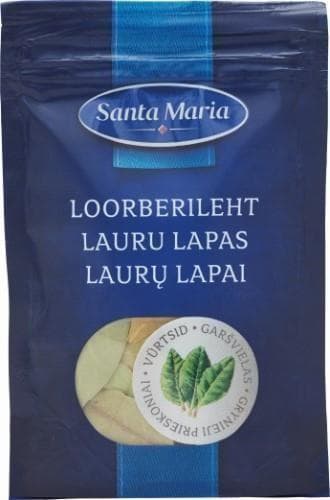 Santa Maria
LOORBERILEHT
LAURU LAPAS
LAURŲ LAPAI
VÜRTSID • GARŠVIELAS • GRYNIEJI PRIESKONIAI •